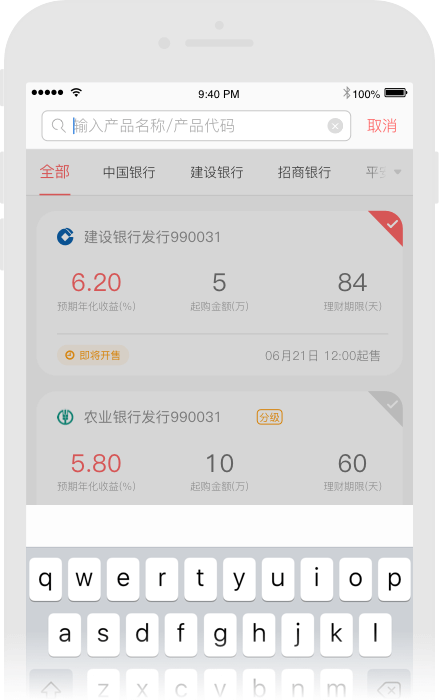 9:40 PM 100%
输入产品名称/产品代码 取消
全部 中国银行 建设银行 招商银行 平安
建设银行发行990031
6.20 5 84
预期年化收益(%) 起购金额(万) 理财期限(天)
即将开售 06月21日 12:00起售
农业银行发行990031 分级
5.80 10 60
预期年化收益(%) 起购金额(万) 理财期限(天)
q w e r t y u i o p
a s d f g h j k l
z x c v b n m